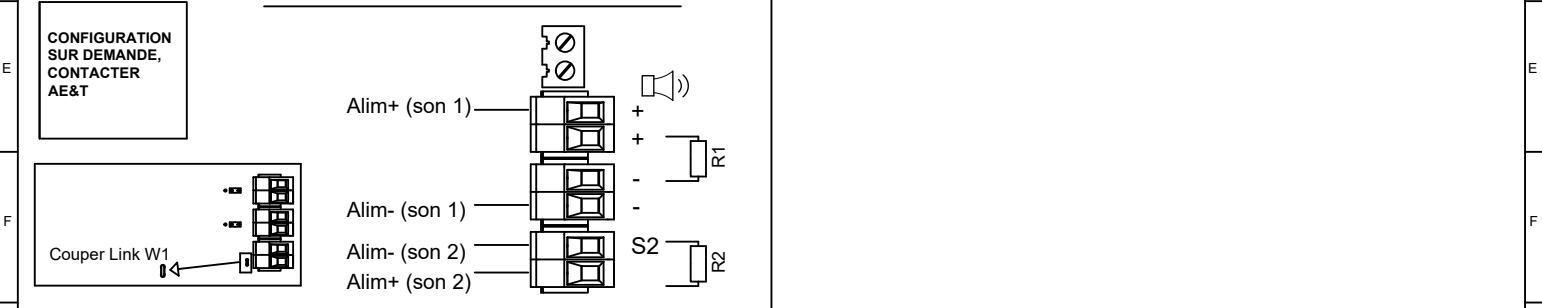 E
CONFIGURATION
SUR DEMANDE,
CONTACTER
AE&T
Alim+ (son 1)
+
+
R1
-
-
Alim- (son 1)
Alim- (son 2)
S2
R2
Alim+ (son 2)
F
Couper Link W1
E
F